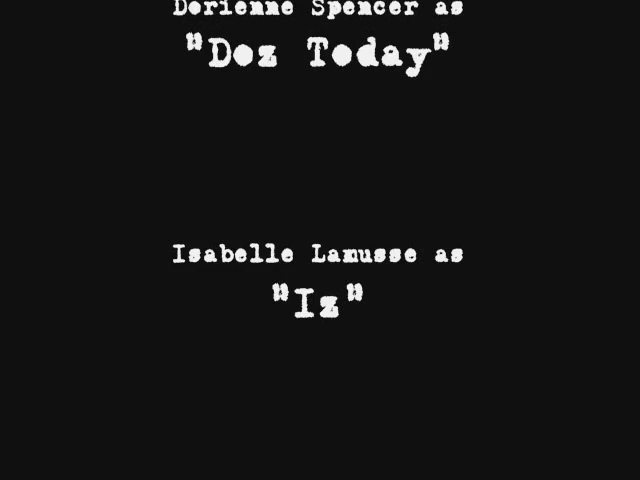 Dorienne Spencer as
"Doz Today"
Isabelle Lamusse as
"Iz"